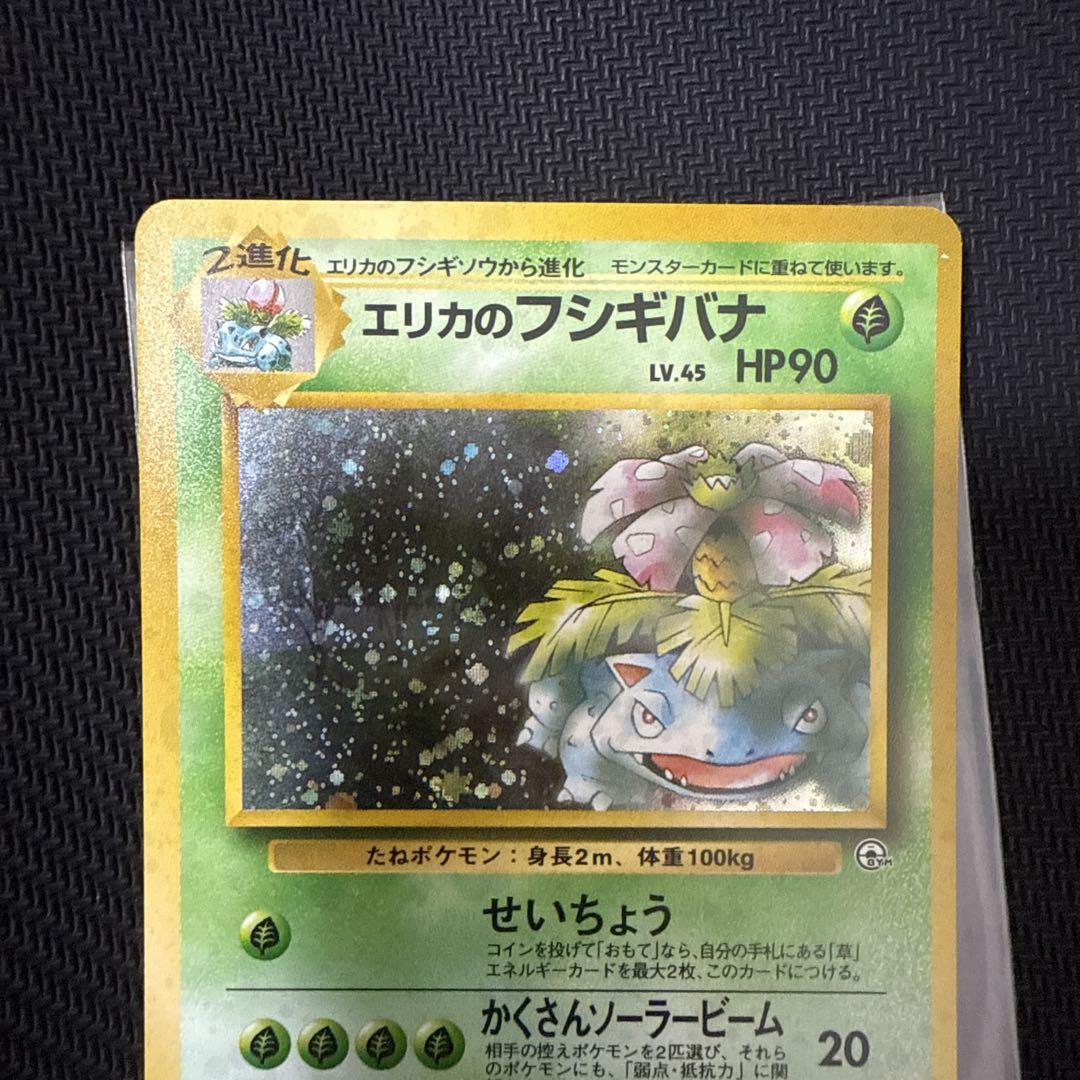 2進化 エリカのフシギソウから進化 モンスターカードに重ねて使います。
エリカのフシギバナ
LV.45 HP90
たねポケモン：身長2m、体重100kg
GYM
せいちょう
コインを投げて「おもて」なら、自分の手札にある「草」
エネルギーカードを最大2枚、このカードにつける。
かくさんソーラービーム 20
相手の控えポケモンを2匹選び、それら
のポケモンにも、「弱点・抵抗力」に関